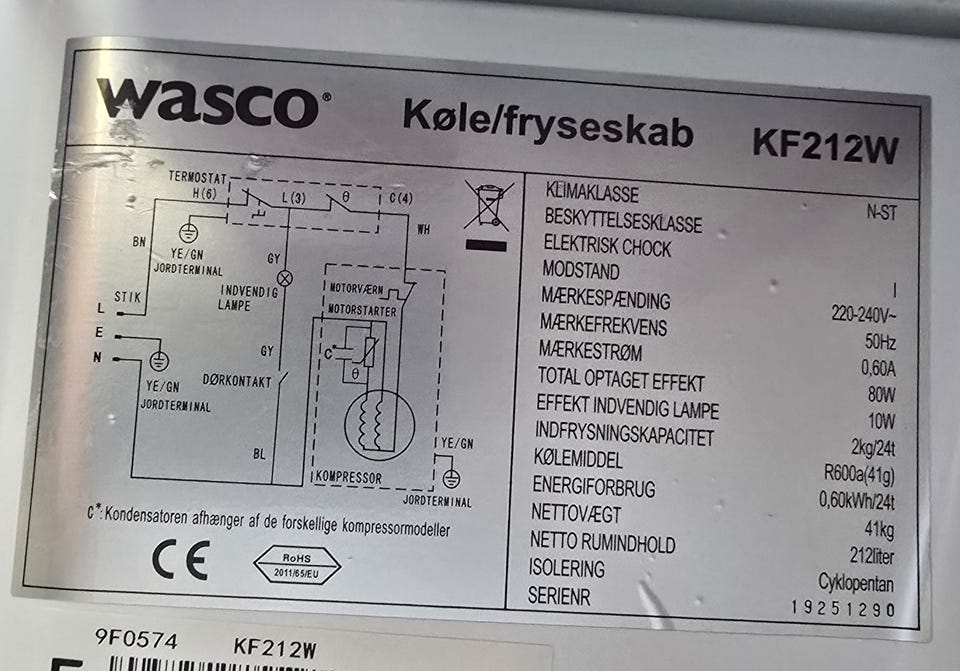 wasco® Køle/fryseskab KF212W
TERMOSTAT
H(6) L(3) θ C(4)
WH
BN
YE/GN
JORDTERMINAL
GY
INDVENDIG
LAMPE
MOTORVÆRN
MOTORSTARTER
STIK
L
E
N
C*
θ
GY
YE/GN
JORDTERMINAL
DØRKONTAKT
BL
YE/GN
KOMPRESSOR
JORDTERMINAL
C*:Kondensatoren afhænger af de forskellige kompressormodeller
CE
RoHS
2011/65/EU
KLIMAKLASSE N-ST
BESKYTTELSESKLASSE
ELEKTRISK CHOCK
MODSTAND I
MÆRKESPÆNDING 220-240V~
MÆRKEFREKVENS 50Hz
MÆRKESTRØM 0,60A
TOTAL OPTAGET EFFEKT 80W
EFFEKT INDVENDIG LAMPE 10W
INDFRYSNINGSKAPACITET 2kg/24t
KØLEMIDDEL R600a(41g)
ENERGIFORBRUG 0,60kWh/24t
NETTOVÆGT 41kg
NETTO RUMINDHOLD 212liter
ISOLERING Cyklopentan
SERIENR 19251290
9F0574 KF212W